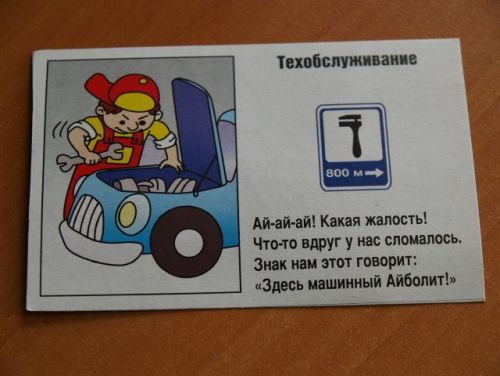 Техобслуживание
800 м
Ай-ай-ай! Какая жалость!
Что-то вдруг у нас сломалось.
Знак нам этот говорит:
«Здесь машинный Айболит!»